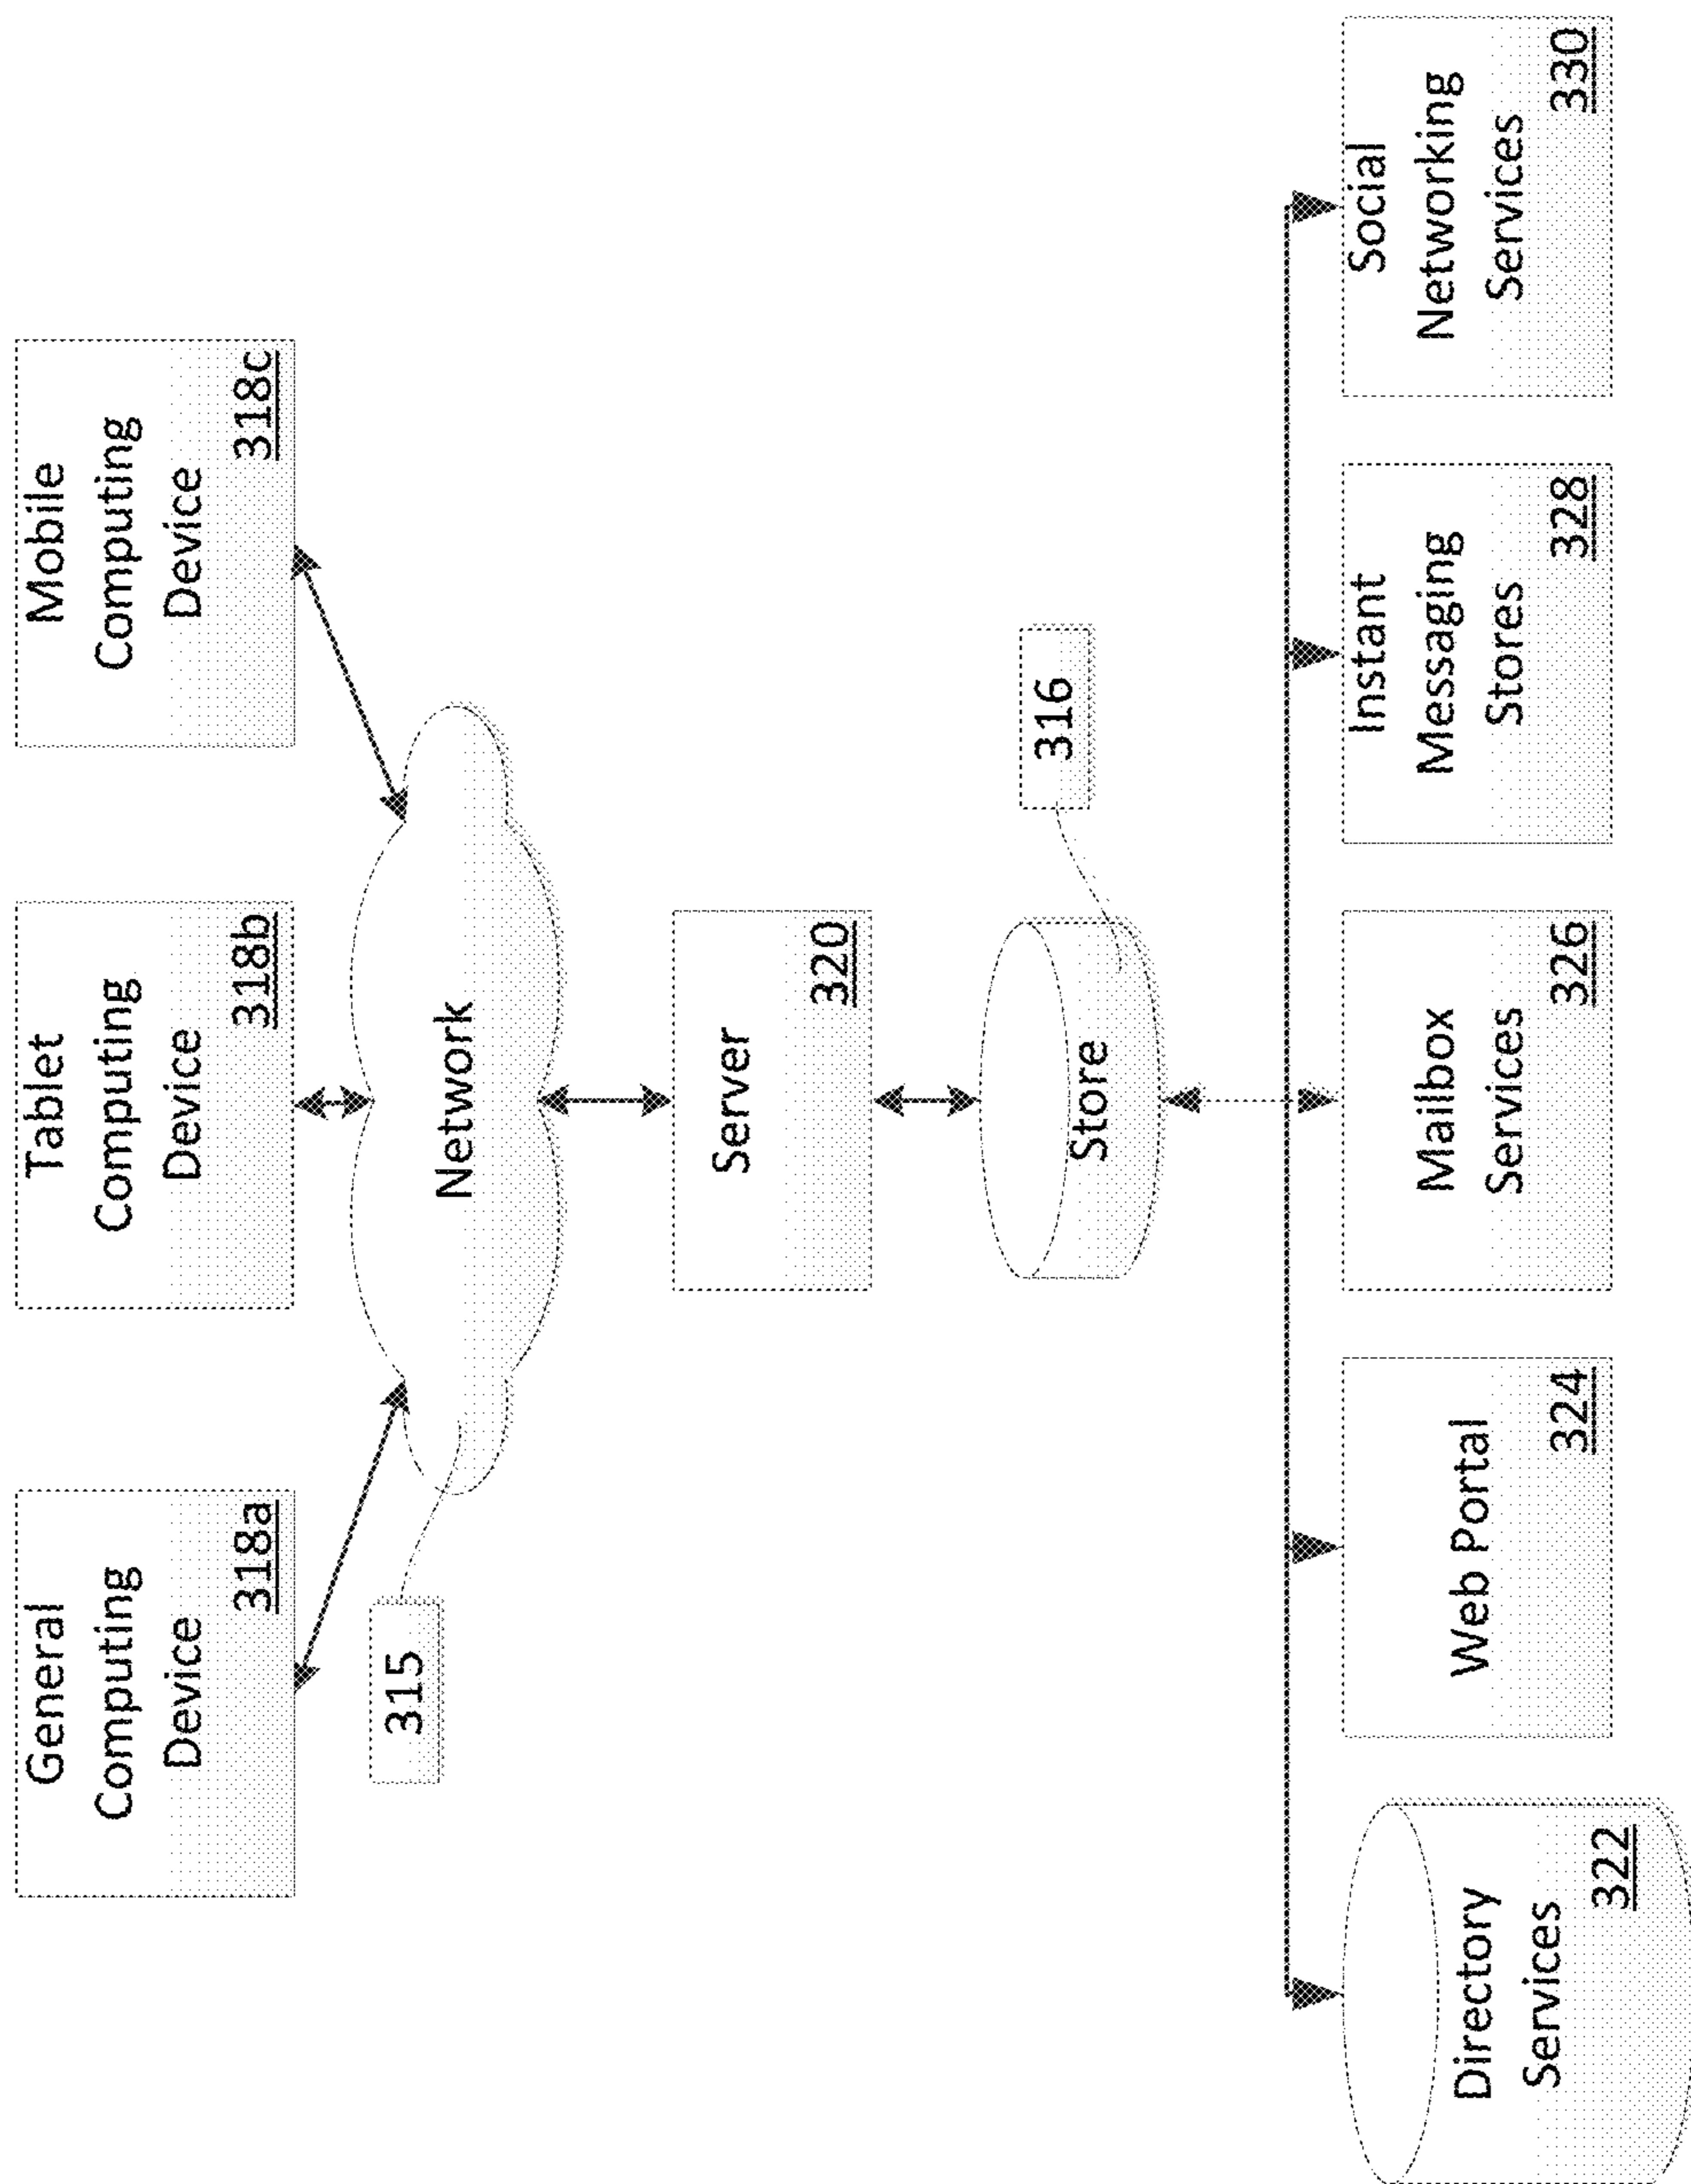 General
Computing
Device
318a
Tablet
Computing
Device
318b
Mobile
Computing
Device
318c
315
Network
Server
320
Store
316
Directory
Services
322
Web Portal
324
Mailbox
Services
326
Instant
Messaging
Stores
328
Social
Networking
Services
330